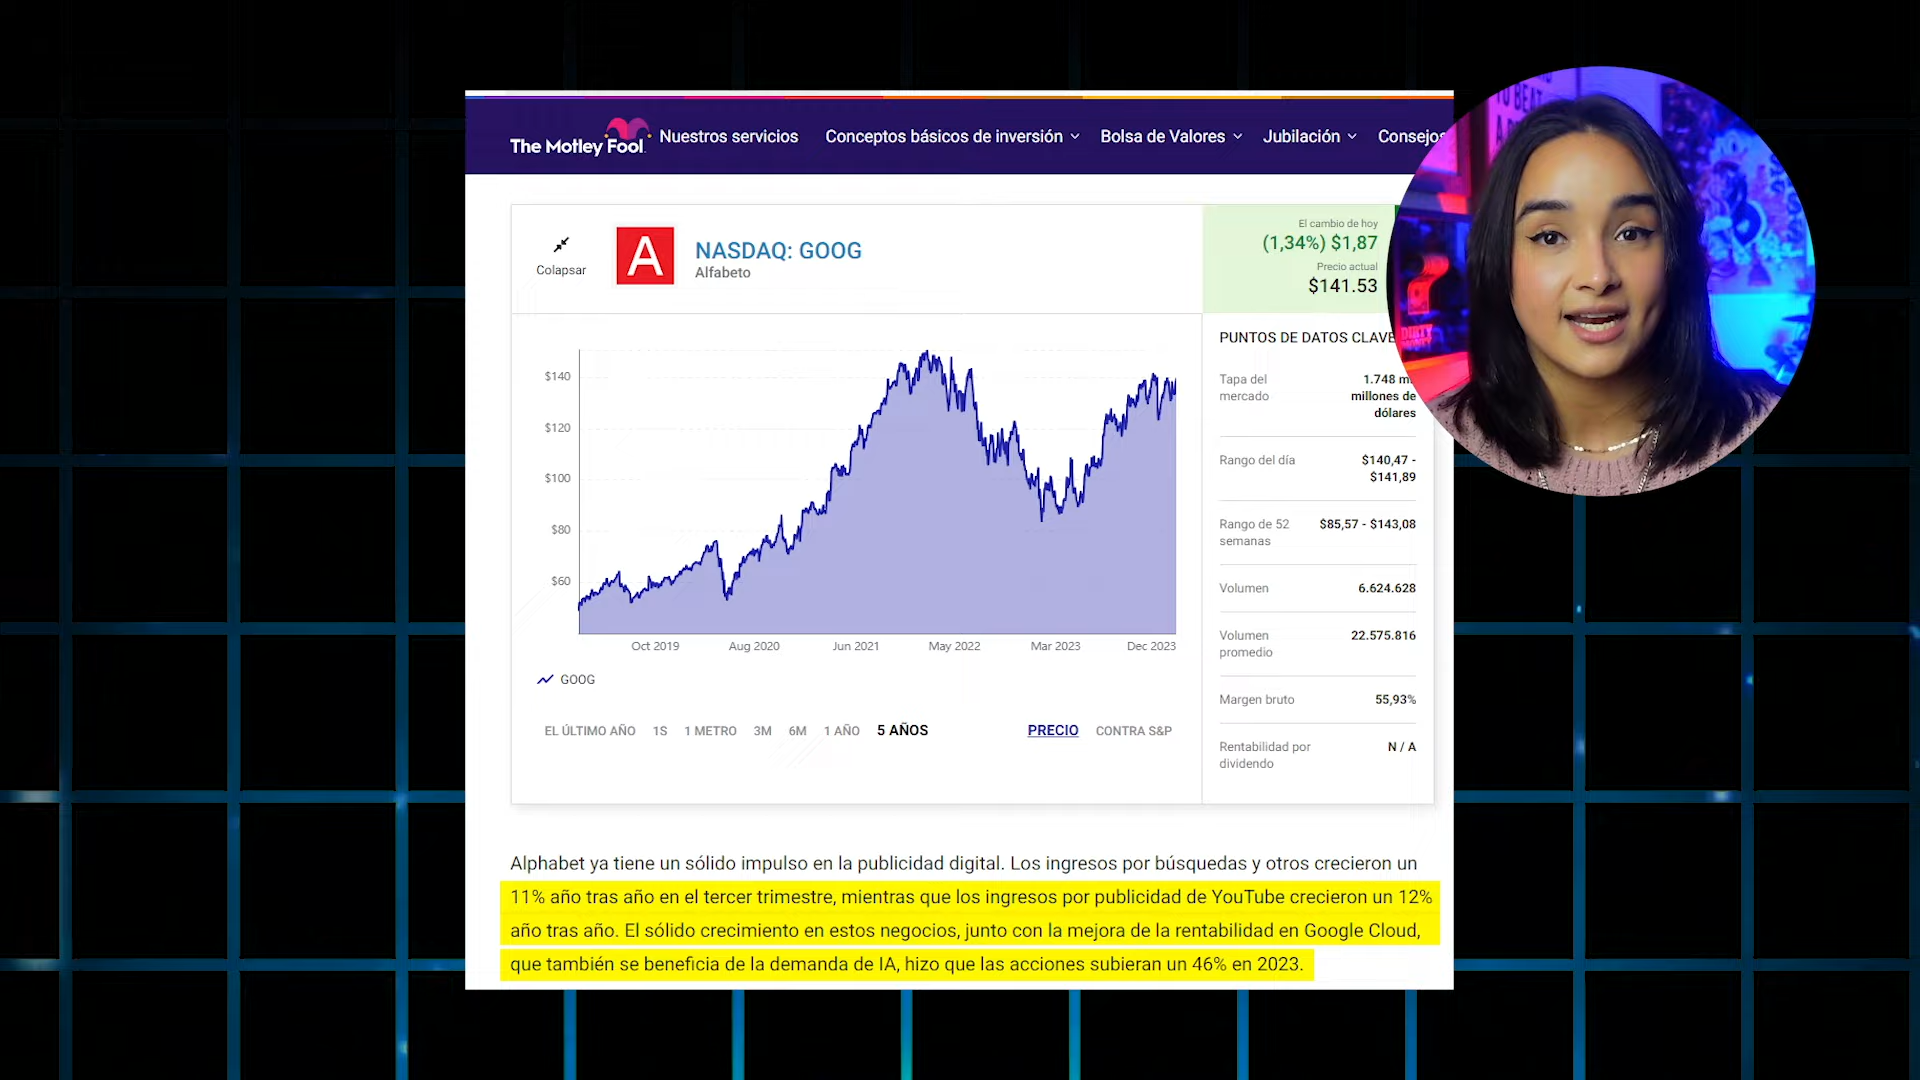 The Motley Fool
Nuestros servicios
Conceptos básicos de inversión
Bolsa de Valores
Jubilación
Consejos
Colapsar
A
NASDAQ: GOOG
Alfabeto
El cambio de hoy
(1,34%) $1,87
Precio actual
$141.53
$140
$120
$100
$80
$60
Oct 2019
Aug 2020
Jun 2021
May 2022
Mar 2023
Dec 2023
GOOG
EL ÚLTIMO AÑO
1S
1 METRO
3M
6M
1 AÑO
5 AÑOS
PRECIO
CONTRA S&P
PUNTOS DE DATOS CLAVE
Tapa del
mercado
1.748 m
millones de
dólares
Rango del día
$140,47 -
$141,89
Rango de 52
semanas
$85,57 - $143,08
Volumen
6.624.628
Volumen
promedio
22.575.816
Margen bruto
55,93%
Rentabilidad por
dividendo
N / A
Alphabet ya tiene un sólido impulso en la publicidad digital. Los ingresos por búsquedas y otros crecieron un
11% año tras año en el tercer trimestre, mientras que los ingresos por publicidad de YouTube crecieron un 12%
año tras año. El sólido crecimiento en estos negocios, junto con la mejora de la rentabilidad en Google Cloud,
que también se beneficia de la demanda de IA, hizo que las acciones subieran un 46% en 2023.
TO BEAT